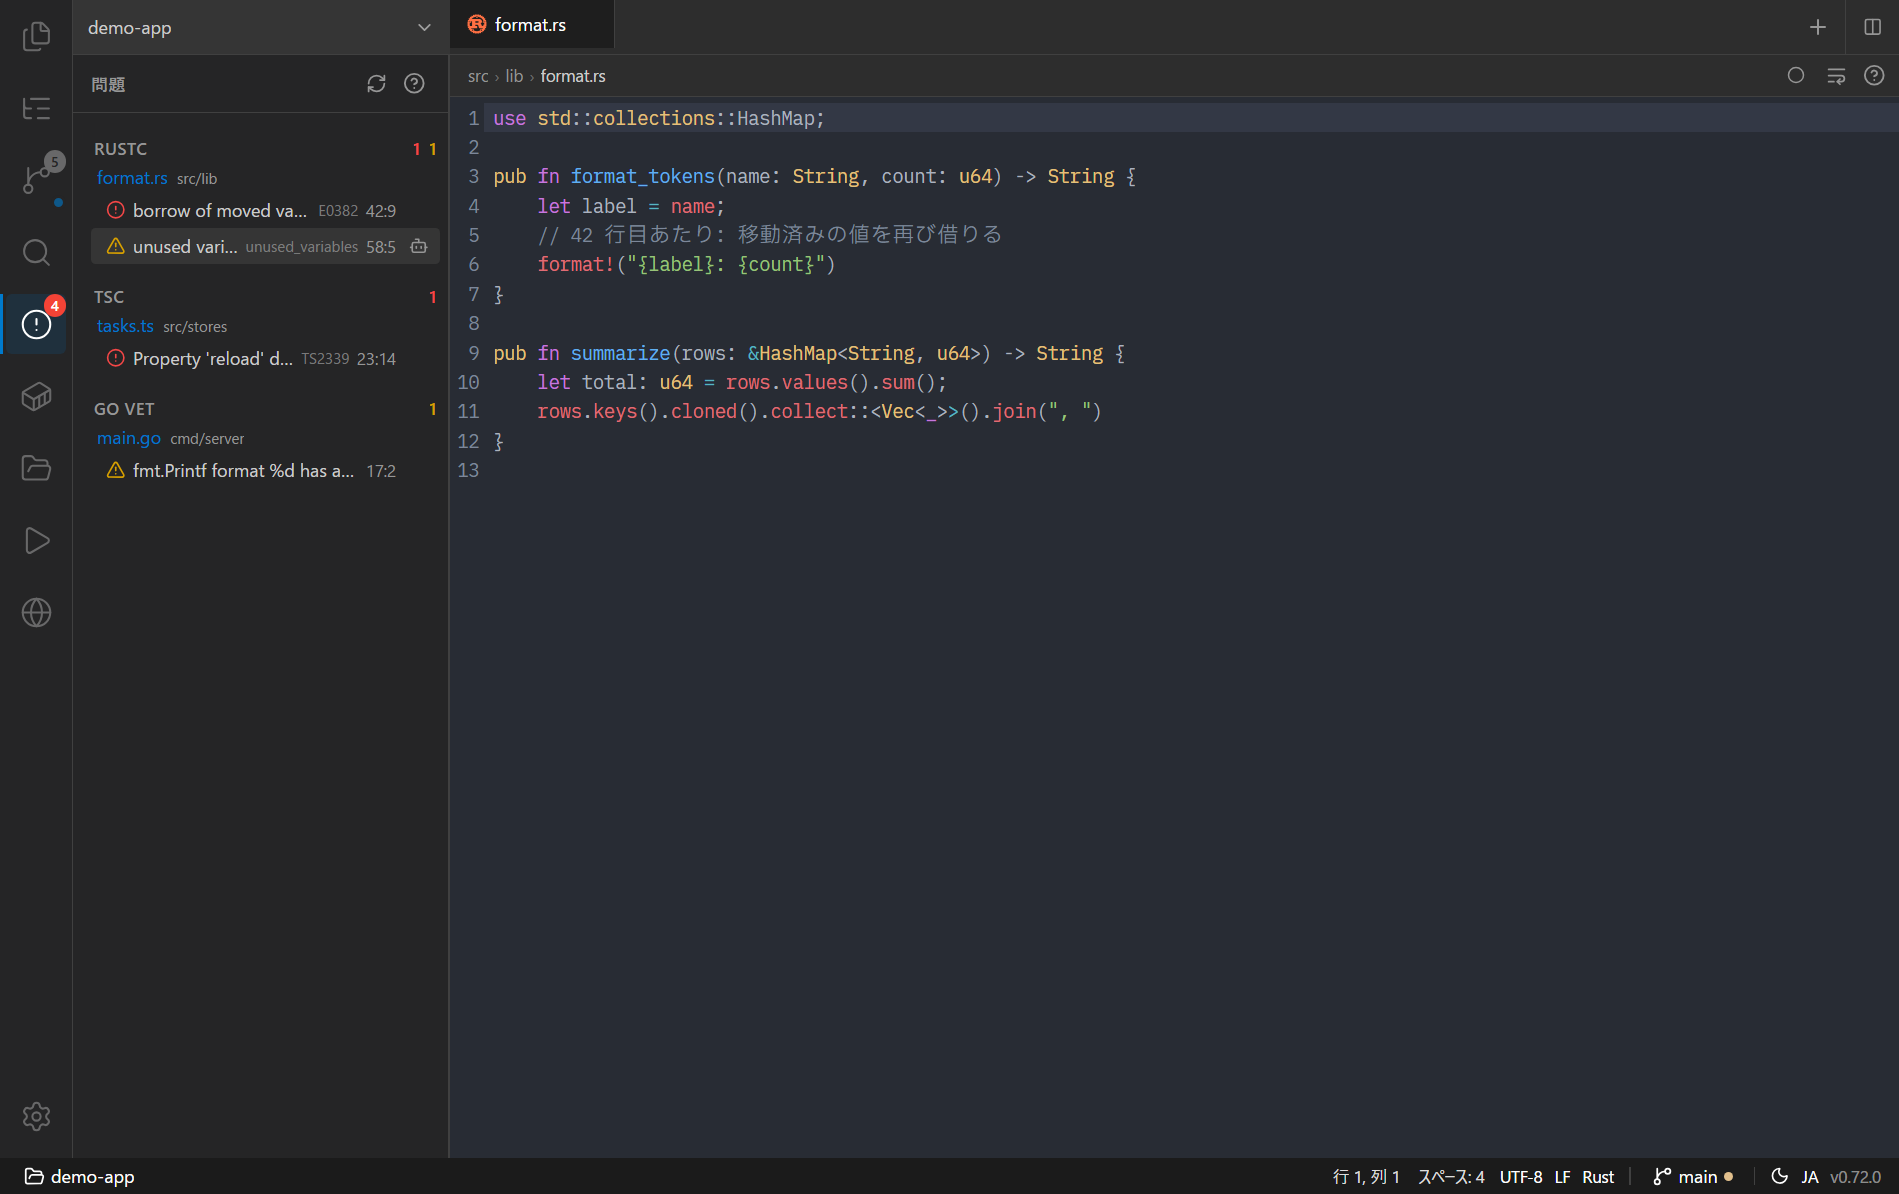 demo-app
format.rs
問題
src › lib › format.rs
5
4
RUSTC 1 1
format.rs src/lib
borrow of moved va... E0382 42:9
unused vari... unused_variables 58:5
TSC 1
tasks.ts src/stores
Property 'reload' d... TS2339 23:14
GO VET 1
main.go cmd/server
fmt.Printf format %d has a... 17:2
1 use std::collections::HashMap;
2
3 pub fn format_tokens(name: String, count: u64) -> String {
4     let label = name;
5     // 42 行目あたり: 移動済みの値を再び借りる
6     format!("{label}: {count}")
7 }
8
9 pub fn summarize(rows: &HashMap<String, u64>) -> String {
10     let total: u64 = rows.values().sum();
11     rows.keys().cloned().collect::<Vec<_>>().join(", ")
12 }
13
demo-app
行 1, 列 1 スペース: 4 UTF-8 LF Rust main JA v0.72.0